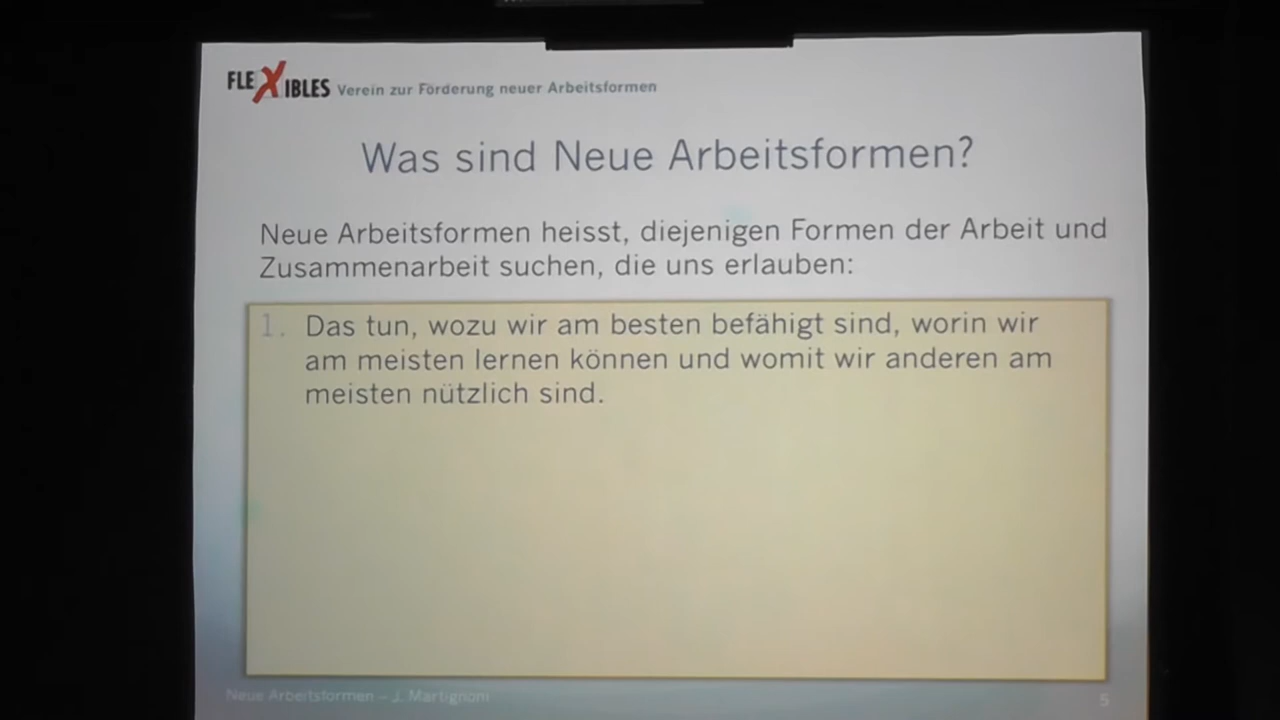 FLEXIBLES Verein zur Förderung neuer Arbeitsformen
Was sind Neue Arbeitsformen?
Neue Arbeitsformen heisst, diejenigen Formen der Arbeit und
Zusammenarbeit suchen, die uns erlauben:
1. Das tun, wozu wir am besten befähigt sind, worin wir
am meisten lernen können und womit wir anderen am
meisten nützlich sind.
Neue Arbeitsformen – J. Martignoni
5